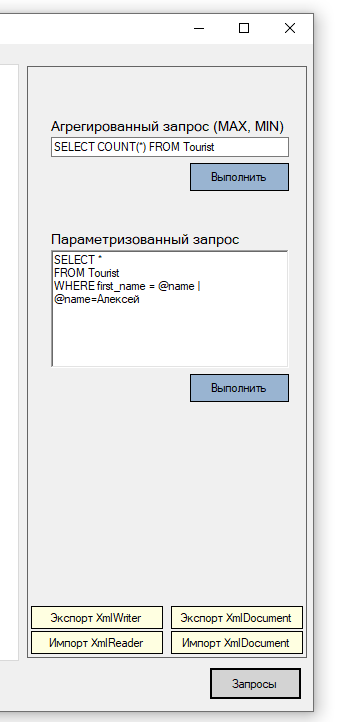 Агрегированный запрос (MAX, MIN)
SELECT COUNT(*) FROM Tourist
Выполнить
Параметризованный запрос
SELECT *
FROM Tourist
WHERE first_name = @name |
@name=Алексей
Выполнить
Экспорт XmlWriter Экспорт XmlDocument
Импорт XmlReader Импорт XmlDocument
Запросы